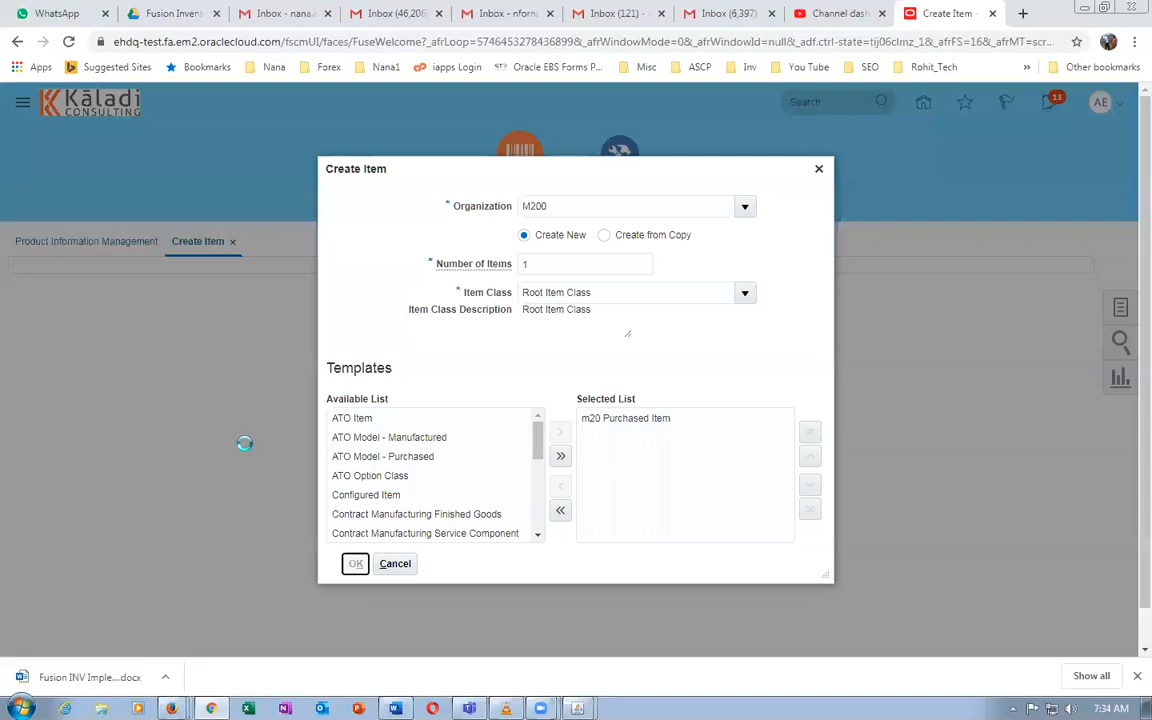 WhatsApp
Fusion Invent
Inbox - nana.r
Inbox (46,206)
Inbox - nforn
Inbox (121) -
Inbox (6,397)
Channel dash
Create Item -
ehdq-test.fa.em2.oraclecloud.com/fscmUI/faces/FuseWelcome?_afrLoop=5746453278436899&_afrWindowMode=0&_afrWindowId=null&_adf.ctrl-state=tij06clmz_1&_afrFS=16&_afrMT=scr...
Apps
Suggested Sites
Bookmarks
Nana
Forex
Nana1
iapps Login
Oracle EBS Forms P...
Misc
ASCP
Inv
You Tube
SEO
Rohit_Tech
»
Other bookmarks
Kāladi
CONSULTING
Search
13
AE
Product Information Management
Create Item ×
Create Item
* Organization M200
Create New
Create from Copy
* Number of Items 1
* Item Class Root Item Class
Item Class Description Root Item Class
Templates
Available List
Selected List
ATO Item
ATO Model - Manufactured
ATO Model - Purchased
ATO Option Class
Configured Item
Contract Manufacturing Finished Goods
Contract Manufacturing Service Component
m20 Purchased Item
OK
Cancel
Fusion INV Imple....docx
Show all
7:34 AM